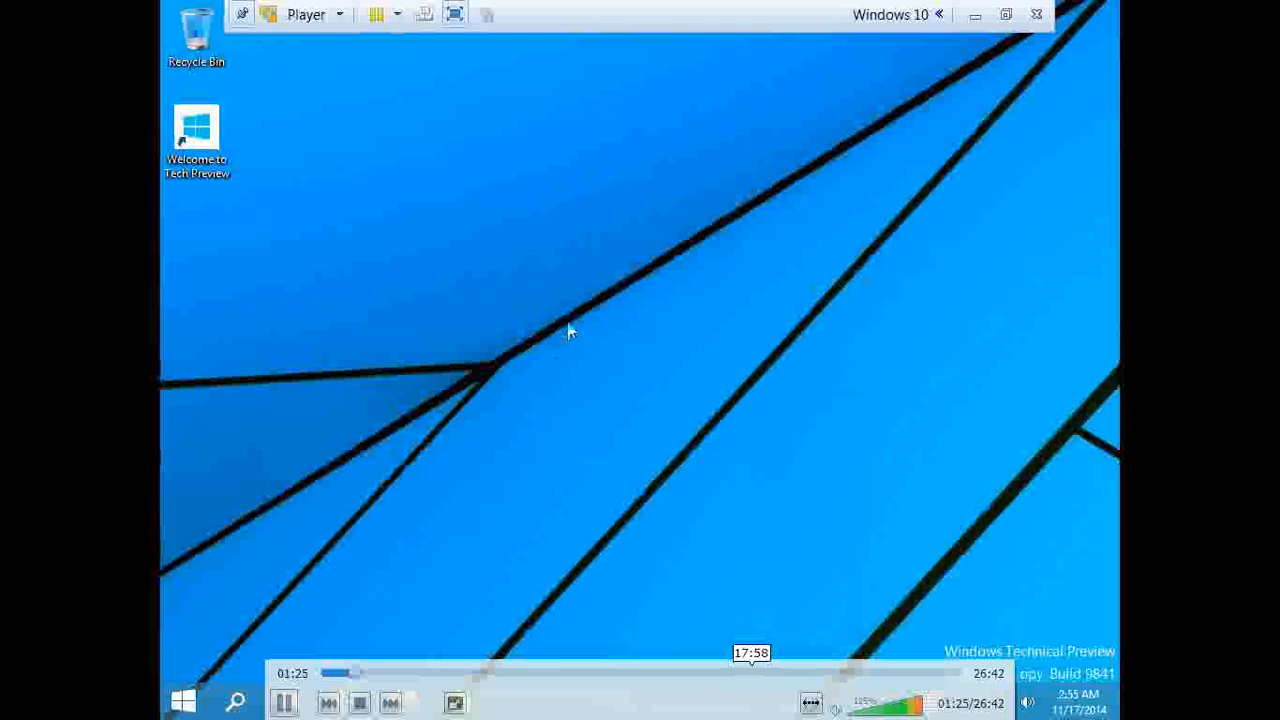 Player
Windows 10
Recycle Bin
Welcome to
Tech Preview
17:58
Windows Technical Preview
01:25
26:42
opy Build 9841
125%
01:25/26:42
2:55 AM
11/17/2014